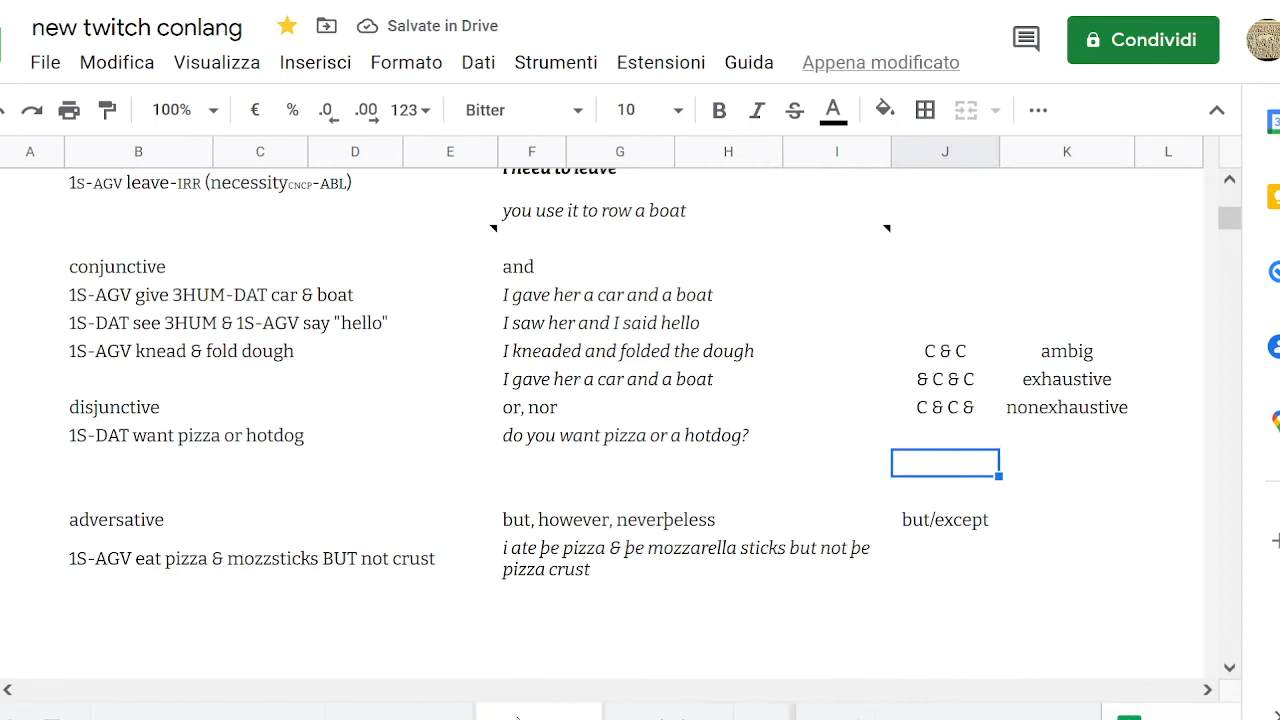 new twitch conlang
Salvate in Drive
Condividi
File Modifica Visualizza Inserisci Formato Dati Strumenti Estensioni Guida Appena modificato
100% € % .0 .00 123 Bitter 10 B I S A
A B C D E F G H I J K L
I need to leave
1S-AGV leave-IRR (necessityCNCP-ABL)
you use it to row a boat
conjunctive and
1S-AGV give 3HUM-DAT car & boat I gave her a car and a boat
1S-DAT see 3HUM & 1S-AGV say "hello" I saw her and I said hello
1S-AGV knead & fold dough I kneaded and folded the dough C & C ambig
I gave her a car and a boat & C & C exhaustive
disjunctive or, nor C & C & nonexhaustive
1S-DAT want pizza or hotdog do you want pizza or a hotdog?
adversative but, however, neverþeless but/except
1S-AGV eat pizza & mozzsticks BUT not crust i ate þe pizza & þe mozzarella sticks but not þe
pizza crust